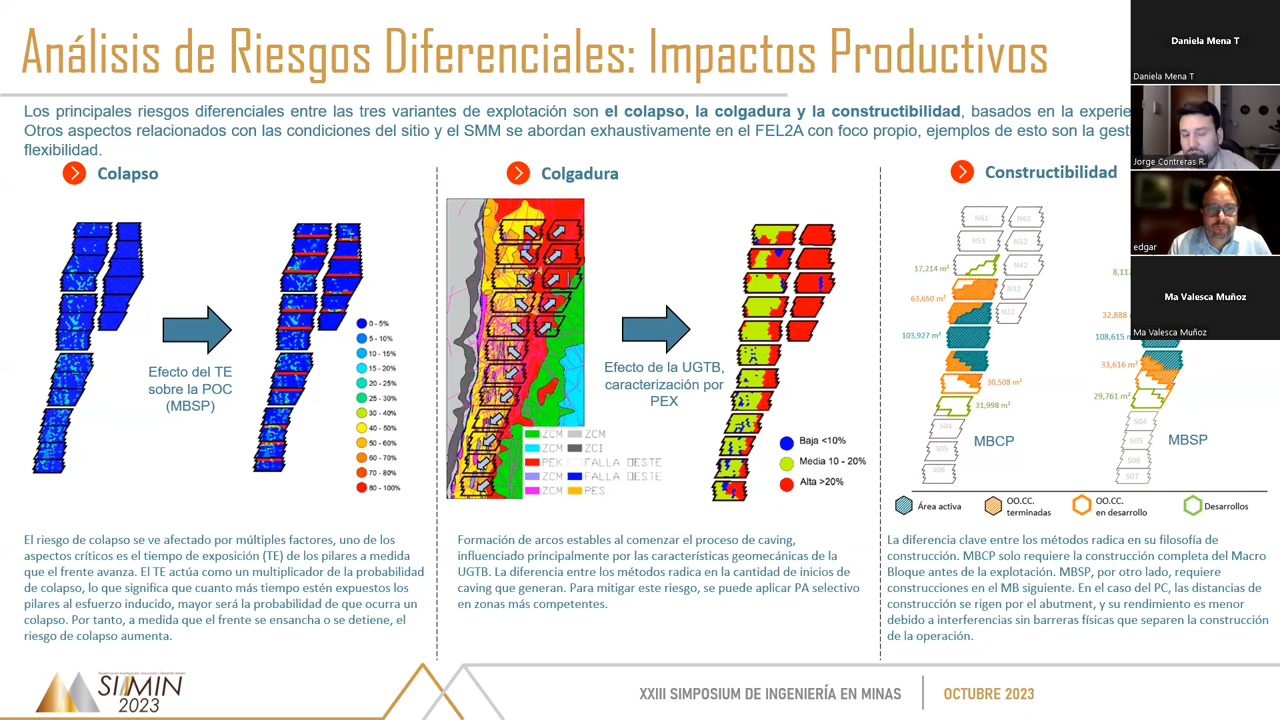 Análisis de Riesgos Diferenciales: Impactos Productivos
Los principales riesgos diferenciales entre las tres variantes de explotación son el colapso, la colgadura y la constructibilidad, basados en la experie
Otros aspectos relacionados con las condiciones del sitio y el SMM se abordan exhaustivamente en el FEL2A con foco propio, ejemplos de esto son la gest
flexibilidad.
Daniela Mena T
Daniela Mena T
Jorge Contreras R.
edgar
Ma Valesca Muñoz
Ma Valesca Muñoz
Colapso
Efecto del TE
sobre la POC
(MBSP)
0 - 5%
5 - 10%
10 - 15%
15 - 20%
20 - 25%
25 - 30%
30 - 40%
40 - 50%
50 - 60%
60 - 70%
70 - 80%
80 - 100%
El riesgo de colapso se ve afectado por múltiples factores, uno de los
aspectos críticos es el tiempo de exposición (TE) de los pilares a medida
que el frente avanza. El TE actúa como un multiplicador de la probabilidad
de colapso, lo que significa que cuanto más tiempo estén expuestos los
pilares al esfuerzo inducido, mayor será la probabilidad de que ocurra un
colapso. Por tanto, a medida que el frente se ensancha o se detiene, el
riesgo de colapso aumenta.
Colgadura
ZCM ZCM
ZCM ZCI
PEK FALLA OESTE
ZCM FALLA OESTE
ZCM PES
Efecto de la UGTB,
caracterización por
PEX
Baja <10%
Media 10 - 20%
Alta >20%
Formación de arcos estables al comenzar el proceso de caving,
influenciado principalmente por las características geomecánicas de la
UGTB. La diferencia entre los métodos radica en la cantidad de inicios de
caving que generan. Para mitigar este riesgo, se puede aplicar PA selectivo
en zonas más competentes.
Constructibilidad
N61 N62
N51 N52
N42
N32
N22
17,214 m²
63,650 m²
103,927 m²
30,508 m²
31,998 m²
S04
S05
S06
MBCP
8,11
32,888
108,615
33,616 m²
29,761 m²
S04
S05
S06
S07
MBSP
Área activa
OO.CC.
terminadas
OO.CC.
en desarrollo
Desarrollos
La diferencia clave entre los métodos radica en su filosofía de
construcción. MBCP solo requiere la construcción completa del Macro
Bloque antes de la explotación. MBSP, por otro lado, requiere
construcciones en el MB siguiente. En el caso del PC, las distancias de
construcción se rigen por el abutment, y su rendimiento es menor
debido a interferencias sin barreras físicas que separen la construcción
de la operación.
SIMIN
2023
XXIII SIMPOSIUM DE INGENIERÍA EN MINAS
OCTUBRE 2023